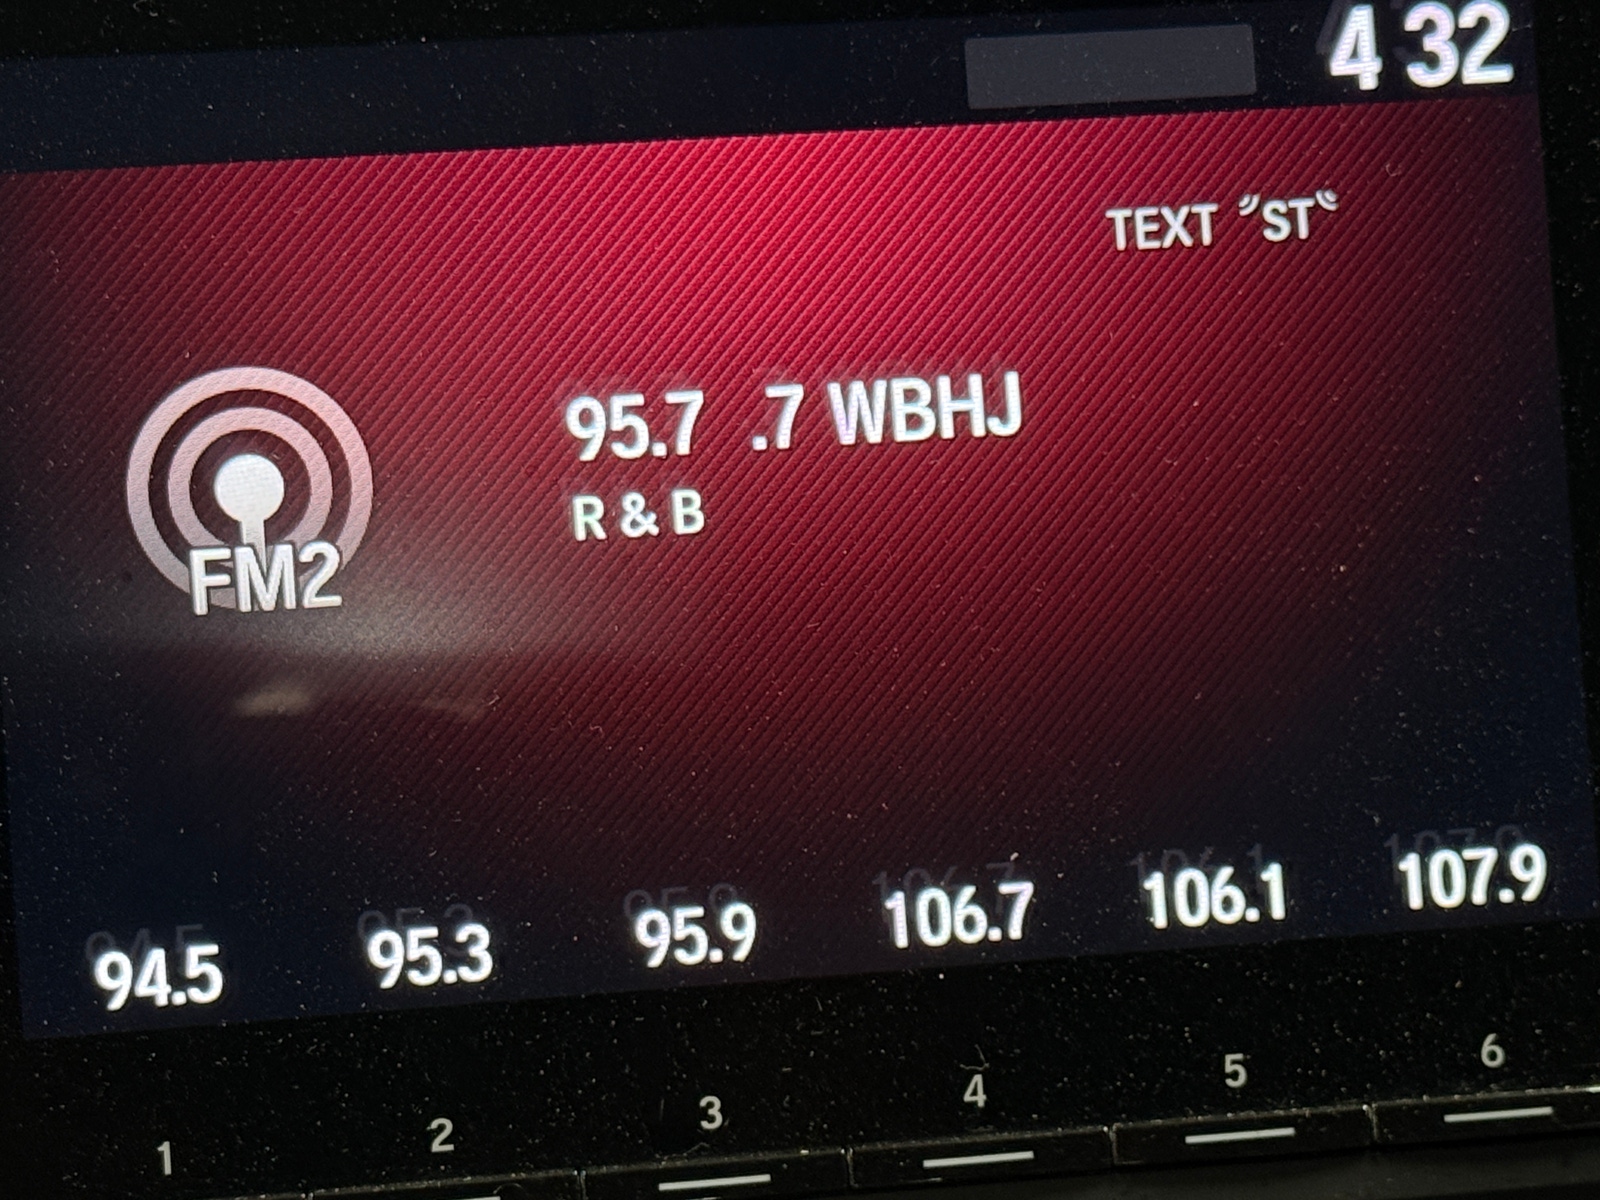 4 32
TEXT "ST"
95.7 .7 WBHJ
R & B
FM2
94.5 95.3 95.9 106.7 106.1 107.9
1 2 3 4 5 6